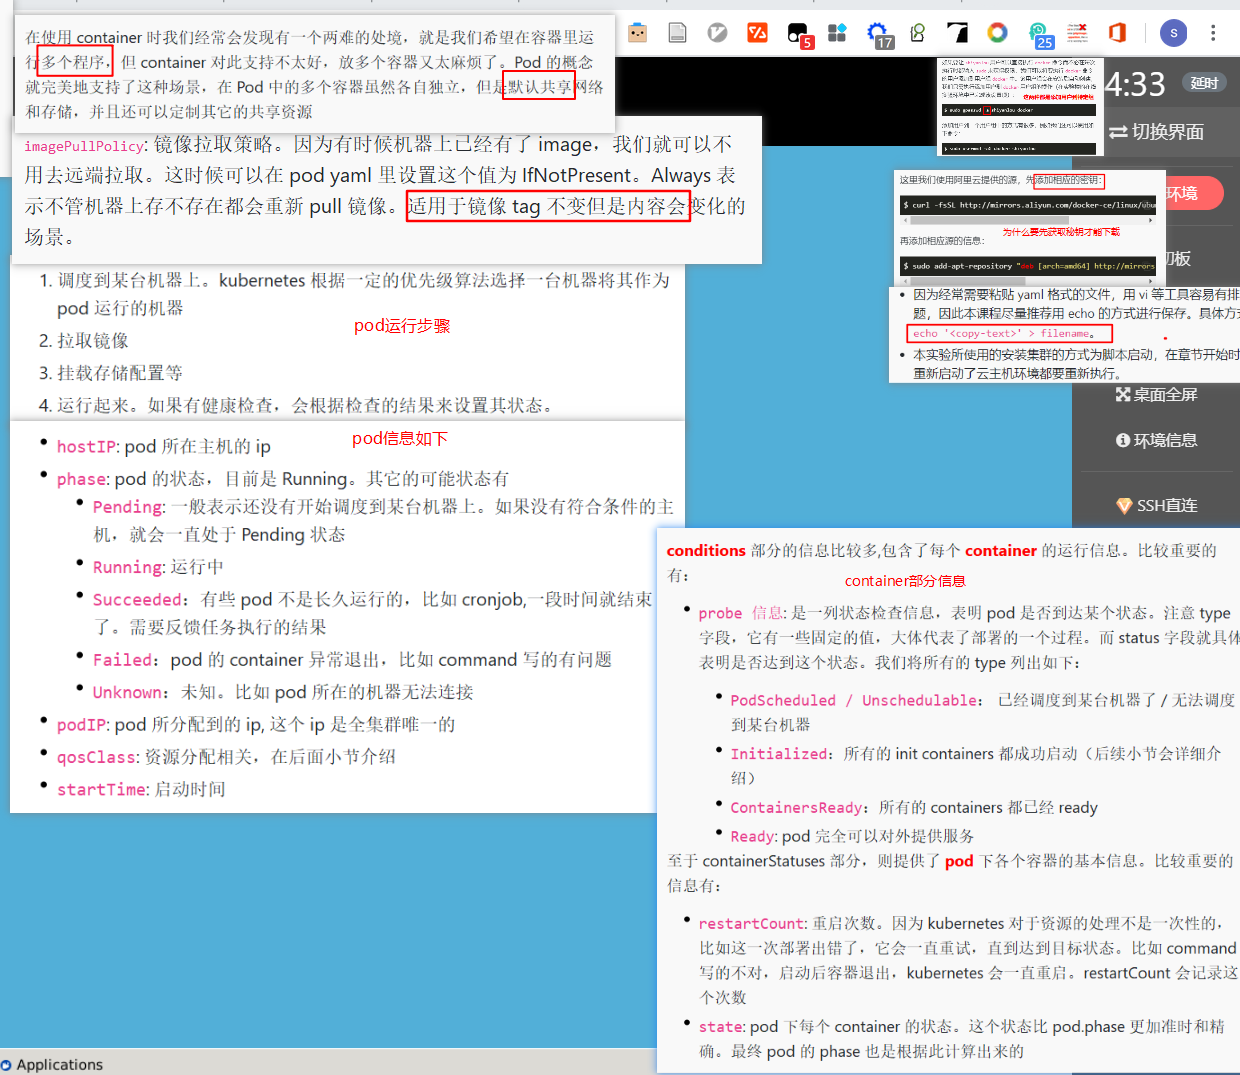 在使用 container 时我们经常会发现有一个两难的处境，就是我们希望在容器里运
行多个程序，但 container 对此支持不太好，放多个容器又太麻烦了。Pod 的概念
就完美地支持了这种场景，在 Pod 中的多个容器虽然各自独立，但是默认共享网络
和存储，并且还可以定制其它的共享资源
imagePullPolicy: 镜像拉取策略。因为有时候机器上已经有了 image，我们就可以不
用去远端拉取。这时候可以在 pod yaml 里设置这个值为 IfNotPresent。Always 表
示不管机器上存不存在都会重新 pull 镜像。适用于镜像 tag 不变但是内容会变化的
场景。
1. 调度到某台机器上。kubernetes 根据一定的优先级算法选择一台机器将其作为
pod 运行的机器
pod运行步骤
2. 拉取镜像
3. 挂载存储配置等
4. 运行起来。如果有健康检查，会根据检查的结果来设置其状态。
pod信息如下
• hostIP: pod 所在主机的 ip
• phase: pod 的状态，目前是 Running。其它的可能状态有
• Pending: 一般表示还没有开始调度到某台机器上。如果没有符合条件的主
机，就会一直处于 Pending 状态
• Running: 运行中
• Succeeded: 有些 pod 不是长久运行的，比如 cronjob,一段时间就结束
了。需要反馈任务执行的结果
• Failed: pod 的 container 异常退出，比如 command 写的有问题
• Unknown: 未知。比如 pod 所在的机器无法连接
• podIP: pod 所分配到的 ip, 这个 ip 是全集群唯一的
• qosClass: 资源分配相关，在后面小节介绍
• startTime: 启动时间
5
17
25
S
4:33
延时
$ sudo gpasswd a shiyanlou docker
切换界面
这里我们使用阿里云提供的源，先添加相应的密钥:
$ curl -fsSL http://mirrors.aliyun.com/docker-ce/linux/ubu
为什么要先获取秘钥才能下载
再添加相应源的信息:
$ sudo add-apt-repository "deb [arch=amd64] http://mirrors
环境
切板
• 因为经常需要粘贴 yaml 格式的文件，用 vi 等工具容易有排
题，因此本课程尽量推荐用 echo 的方式进行保存。具体方式
echo '<copy-text>' > filename。
• 本实验所使用的安装集群的方式为脚本启动，在章节开始时
重新启动了云主机环境都要重新执行。
桌面全屏
环境信息
SSH直连
conditions 部分的信息比较多,包含了每个 container 的运行信息。比较重要的
有:
container部分信息
• probe 信息: 是一列状态检查信息，表明 pod 是否到达某个状态。注意 type
字段，它有一些固定的值，大体代表了部署的一个过程。而 status 字段就具体
表明是否达到这个状态。我们将所有的 type 列出如下:
• PodScheduled / Unschedulable: 已经调度到某台机器了 / 无法调度
到某台机器
• Initialized: 所有的 init containers 都成功启动（后续小节会详细介
绍）
• ContainersReady: 所有的 containers 都已经 ready
• Ready: pod 完全可以对外提供服务
至于 containerStatuses 部分，则提供了 pod 下各个容器的基本信息。比较重要的
信息有:
• restartCount: 重启次数。因为 kubernetes 对于资源的处理不是一次性的，
比如这一次部署出错了，它会一直重试，直到达到目标状态。比如 command
写的不对，启动后容器退出，kubernetes 会一直重启。restartCount 会记录这
个次数
• state: pod 下每个 container 的状态。这个状态比 pod.phase 更加准时和精
确。最终 pod 的 phase 也是根据此计算出来的
Applications